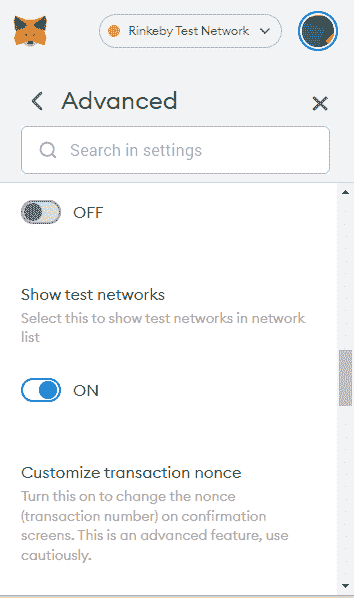 Rinkeby Test Network
Advanced
Search in settings
OFF
Show test networks
Select this to show test networks in network
list
ON
Customize transaction nonce
Turn this on to change the nonce
(transaction number) on confirmation
screens. This is an advanced feature, use
cautiously.